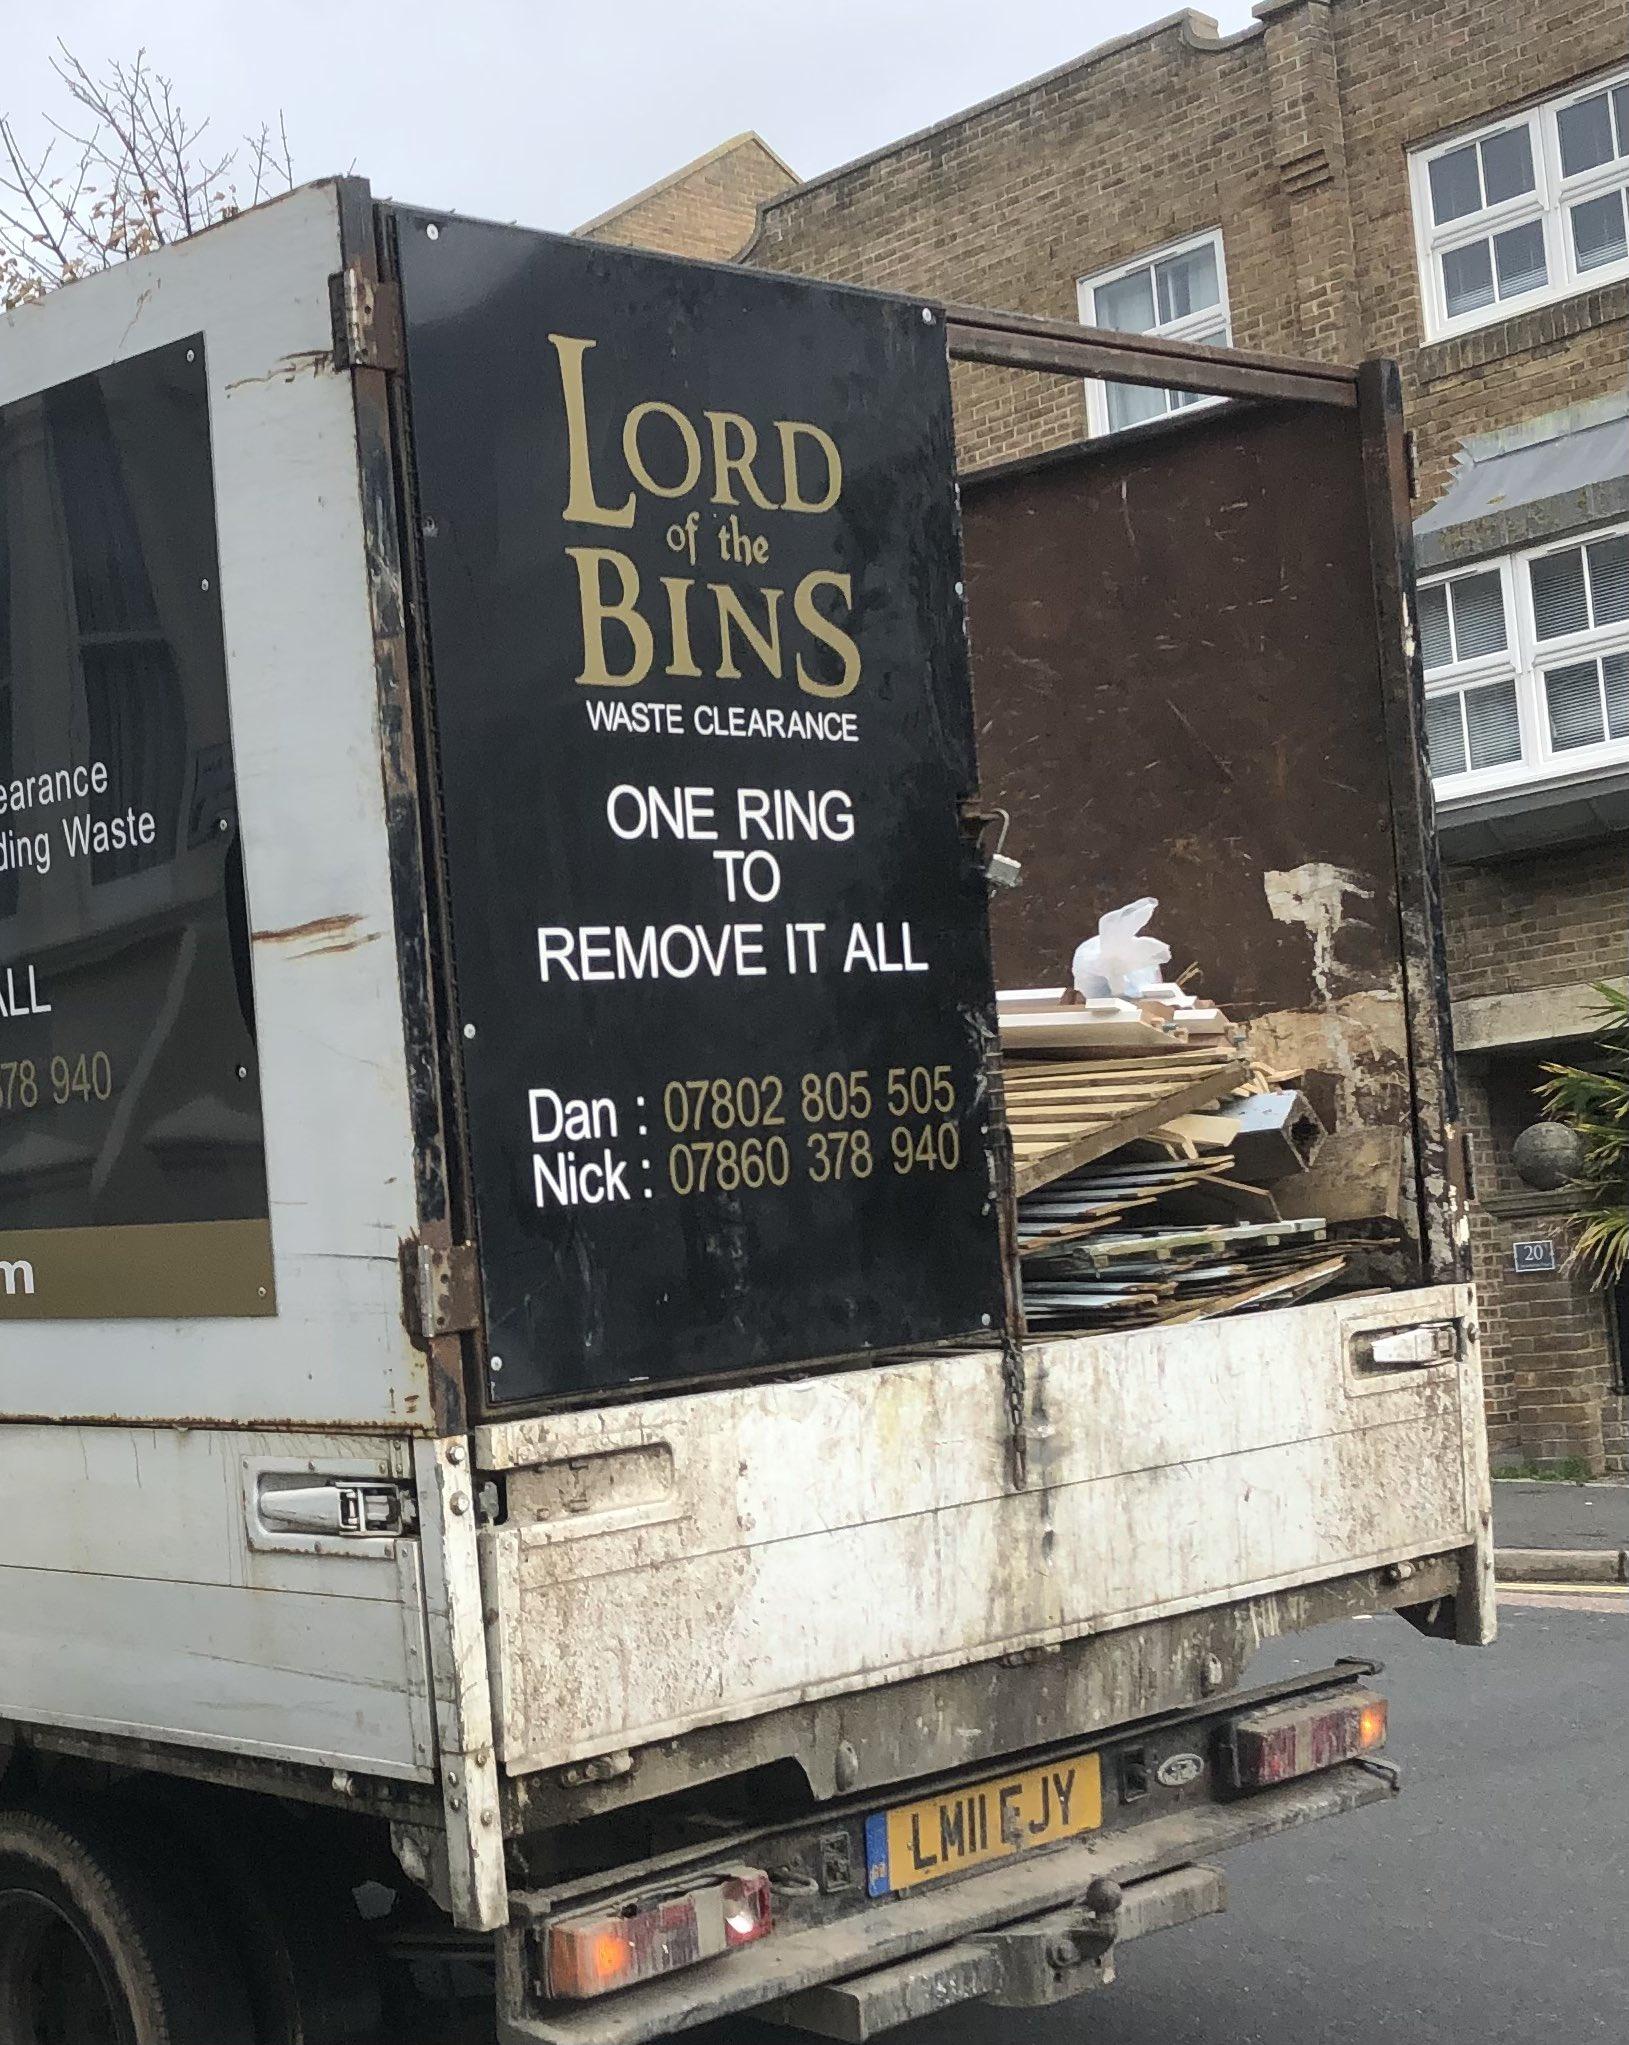 LORD
of the
BINS
WASTE CLEARANCE
ONE RING
TO
REMOVE IT ALL
Dan : 07802 805 505
Nick : 07860 378 940
earance
ding Waste
ALL
378 940
m
20
LM11 EJY